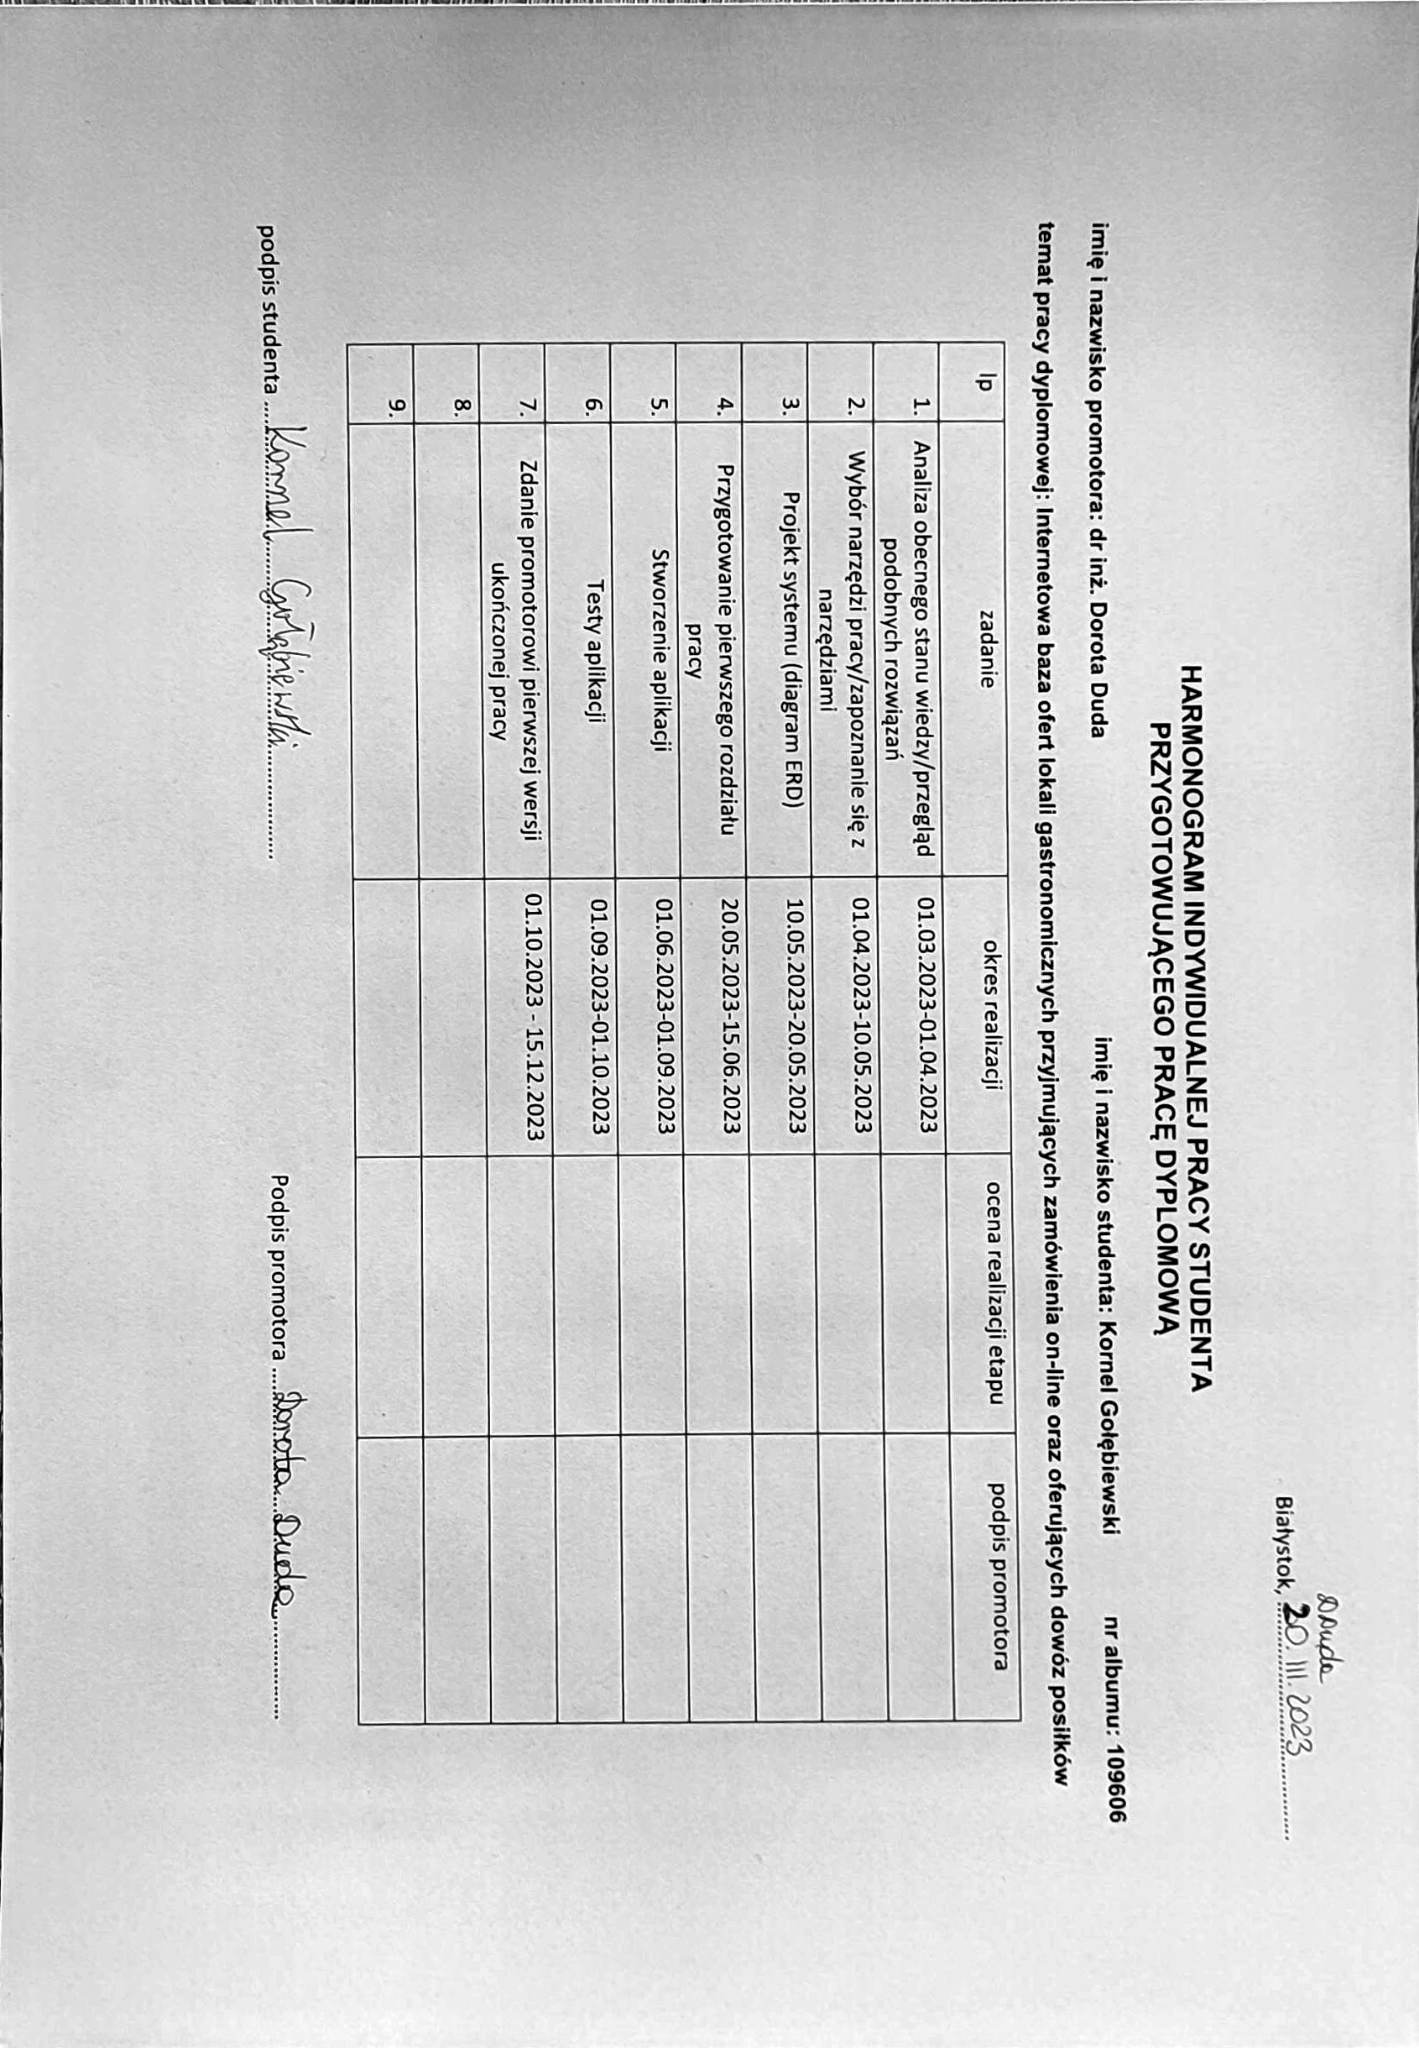 DDuda
Białystok, 20. III. 2023
HARMONOGRAM INDYWIDUALNEJ PRACY STUDENTA
PRZYGOTOWUJĄCEGO PRACĘ DYPLOMOWĄ
imię i nazwisko promotora: dr inż. Dorota Duda imię i nazwisko studenta: Kornel Gołębiewski nr albumu: 109606
temat pracy dyplomowej: Internetowa baza ofert lokali gastronomicznych przyjmujących zamówienia on-line oraz oferujących dowóz posiłków
lp zadanie okres realizacji ocena realizacji etapu podpis promotora
1. Analiza obecnego stanu wiedzy/przegląd 01.03.2023-01.04.2023
podobnych rozwiązań
2. Wybór narzędzi pracy/zapoznanie się z 01.04.2023-10.05.2023
narzędziami
3. Projekt systemu (diagram ERD) 10.05.2023-20.05.2023
4. Przygotowanie pierwszego rozdziału 20.05.2023-15.06.2023
pracy
5. Stworzenie aplikacji 01.06.2023-01.09.2023
6. Testy aplikacji 01.09.2023-01.10.2023
7. Zdanie promotorowi pierwszej wersji 01.10.2023 - 15.12.2023
ukończonej pracy
8.
9.
podpis studenta ....Kornel Gołębiewski.... Podpis promotora ....Dorota Duda....